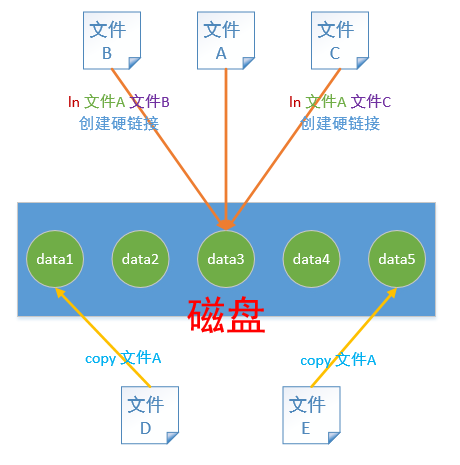 文件
B
文件
A
文件
C
ln 文件A 文件B
创建硬链接
ln 文件A 文件C
创建硬链接
data1
data2
data3
data4
data5
磁盘
copy 文件A
copy 文件A
文件
D
文件
E